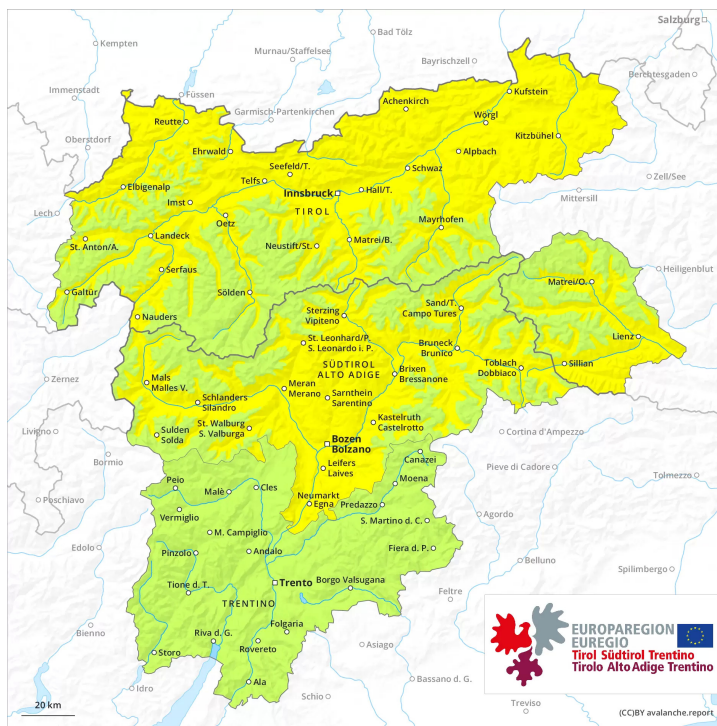 Salzburg
Kempten
Bad Tölz
Murnau/Staffelsee
Bayrischzell
Berchtesgaden
Immenstadt
Füssen
Garmisch-Partenkirchen
Achenkirch
Kufstein
Reutte
Wörgl
Oberstdorf
Kitzbühel
Ehrwald
Alpbach
Seefeld/T.
Schwaz
Telfs
Zell/See
Elbigenalp
Innsbruck
Hall/T.
Mittersill
Imst
Lech
TIROL
Oetz
Mayrhofen
Landeck
St. Anton/A.
Neustift/St.
Matrei/B.
Serfaus
Heiligenblut
Galtür
Sölden
Matrei/O.
Nauders
Sand/T.
Campo Tures
Sterzing
Vipiteno
Lienz
St. Leonhard/P.
S. Leonardo i. P.
Bruneck
Brunico
Sillian
SÜDTIROL
ALTO ADIGE
Toblach
Dobbiaco
Brixen
Bressanone
Zernez
Mals
Malles V.
Meran
Merano
Schlanders
Silandro
Sarnthein
Sarentino
St. Walburg
S. Valburga
Kastelruth
Castelrotto
Livigno
Sulden
Solda
Cortina d'Ampezzo
Bozen
Bolzano
Bormio
Canazei
Pieve di Cadore
Leifers
Laives
Tolmezzo
Peio
Moena
Malè
Cles
Poschiavo
Neumarkt
Egna
Predazzo
Vermiglio
Agordo
S. Martino d. C.
M. Campiglio
Edolo
Pinzolo
Andalo
Fiera d. P.
Belluno
Spilimbergo
Trento
Borgo Valsugana
Tione d. T.
Feltre
TRENTINO
Folgaria
Bienno
Riva d. G.
Storo
Rovereto
Asiago
Bassano d. G.
Ala
Idro
Schio
Treviso
EUROPAREGION
EUREGIO
Tirol Südtirol Trentino
Tirolo Alto Adige Trentino
20 km
(CC)BY avalanche.report